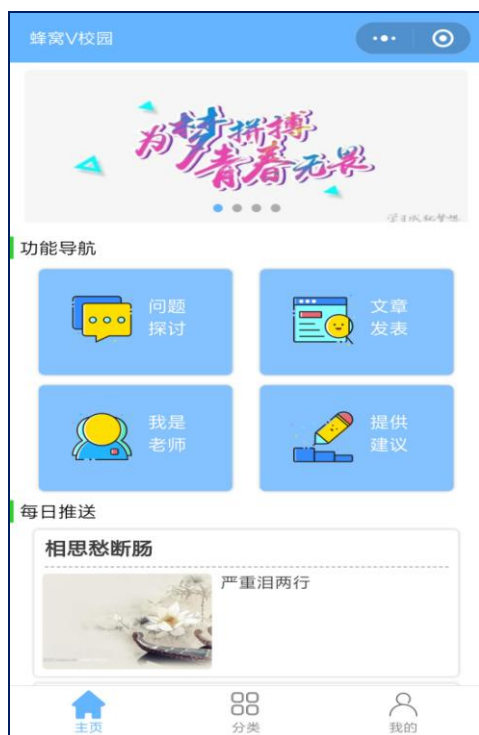 蜂窝V校园
为梦拼搏
青春无畏
功能导航
问题
探讨
文章
发表
我是
老师
提供
建议
每日推送
相思愁断肠
严重泪两行
主页
分类
我的